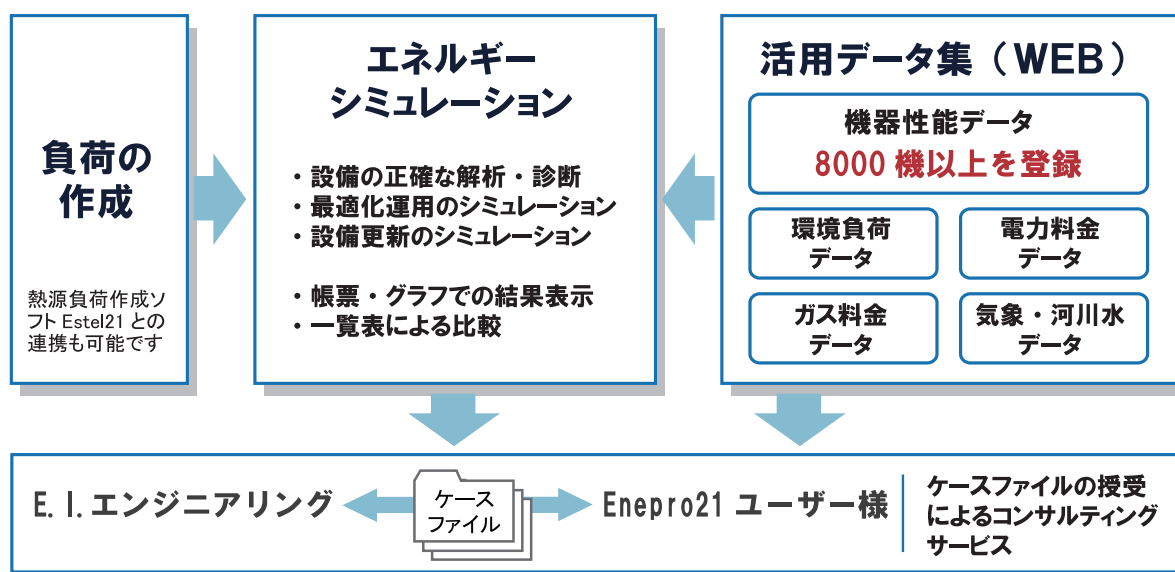 負荷の
作成
熱源負荷作成ソ
フト Estel21 との
連携も可能です
エネルギー
シミュレーション
・設備の正確な解析・診断
・最適化運用のシミュレーション
・設備更新のシミュレーション
・帳票・グラフでの結果表示
・一覧表による比較
活用データ集（WEB）
機器性能データ
8000 機以上を登録
環境負荷
データ
電力料金
データ
ガス料金
データ
気象・河川水
データ
E. I. エンジニアリング
ケース
ファイル
Enepro21 ユーザー様
ケースファイルの授受
によるコンサルティング
サービス